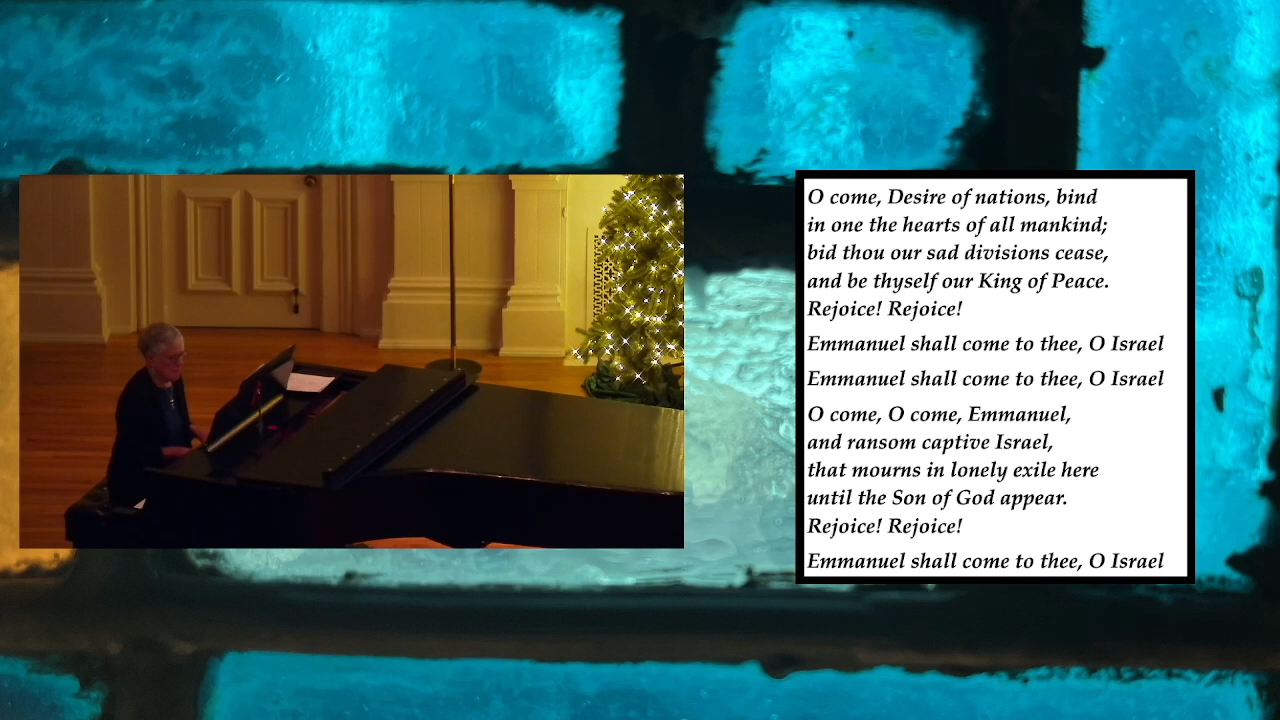 O come, Desire of nations, bind
in one the hearts of all mankind;
bid thou our sad divisions cease,
and be thyself our King of Peace.
Rejoice! Rejoice!
Emmanuel shall come to thee, O Israel
Emmanuel shall come to thee, O Israel
O come, O come, Emmanuel,
and ransom captive Israel,
that mourns in lonely exile here
until the Son of God appear.
Rejoice! Rejoice!
Emmanuel shall come to thee, O Israel